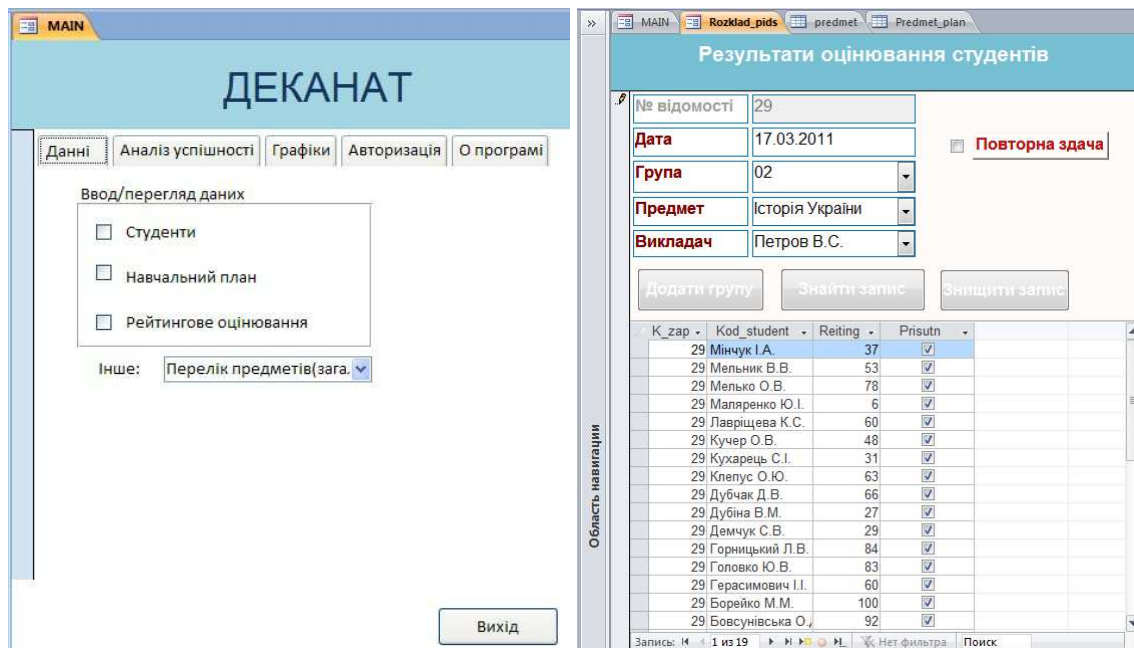 MAIN
ДЕКАНАТ
Данні Аналіз успішності Графіки Авторизація О програмі
Ввод/перегляд даних
Студенти
Навчальний план
Рейтингове оцінювання
Інше: Перелік предметів(зага.
Вихід
» MAIN Rozklad_pids predmet Predmet_plan
Область навигации
Результати оцінювання студентів
№ відомості 29
Дата 17.03.2011
Повторна здача
Група 02
Предмет Історія України
Викладач Петров В.С.
Додати групу Знайти запис Знищити запис
K_zap Kod_student Reiting Prisutn
29 Мінчук І.А. 37
29 Мельник В.В. 53
29 Мелько О.В. 78
29 Маляренко Ю.І. 6
29 Лавріщева К.С. 60
29 Кучер О.В. 48
29 Кухарець С.І. 31
29 Клепус О.Ю. 63
29 Дубчак Д.В. 66
29 Дубіна В.М. 27
29 Демчук С.В. 29
29 Горницький Л.В. 84
29 Головко Ю.В. 83
29 Герасимович І.І. 60
29 Борейко М.М. 100
29 Бовсунівська О. 92
Запись: 1 из 19 Нет фильтра Поиск